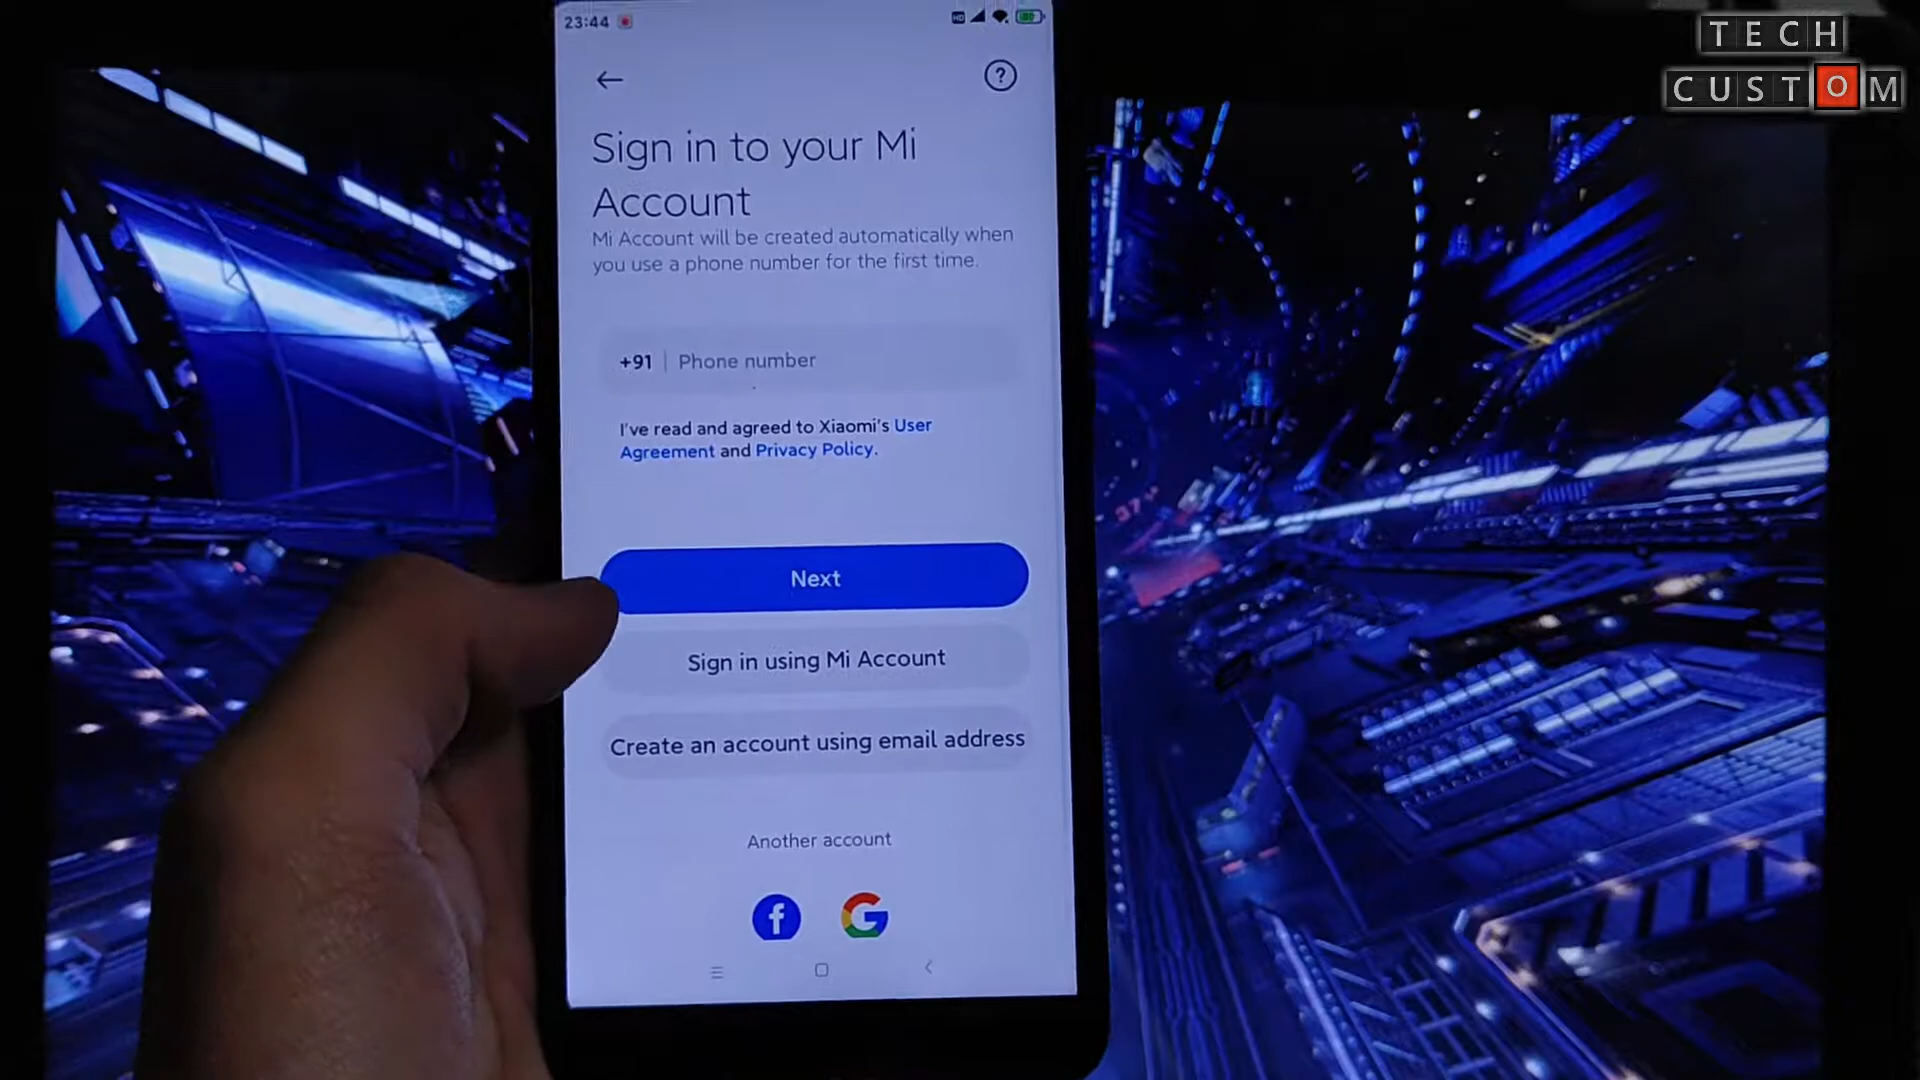 TECH
CUSTOM
23:44
HD
?
Sign in to your Mi
Account
Mi Account will be created automatically when
you use a phone number for the first time.
+91 | Phone number
I've read and agreed to Xiaomi's User
Agreement and Privacy Policy.
Next
Sign in using Mi Account
Create an account using email address
Another account
f G